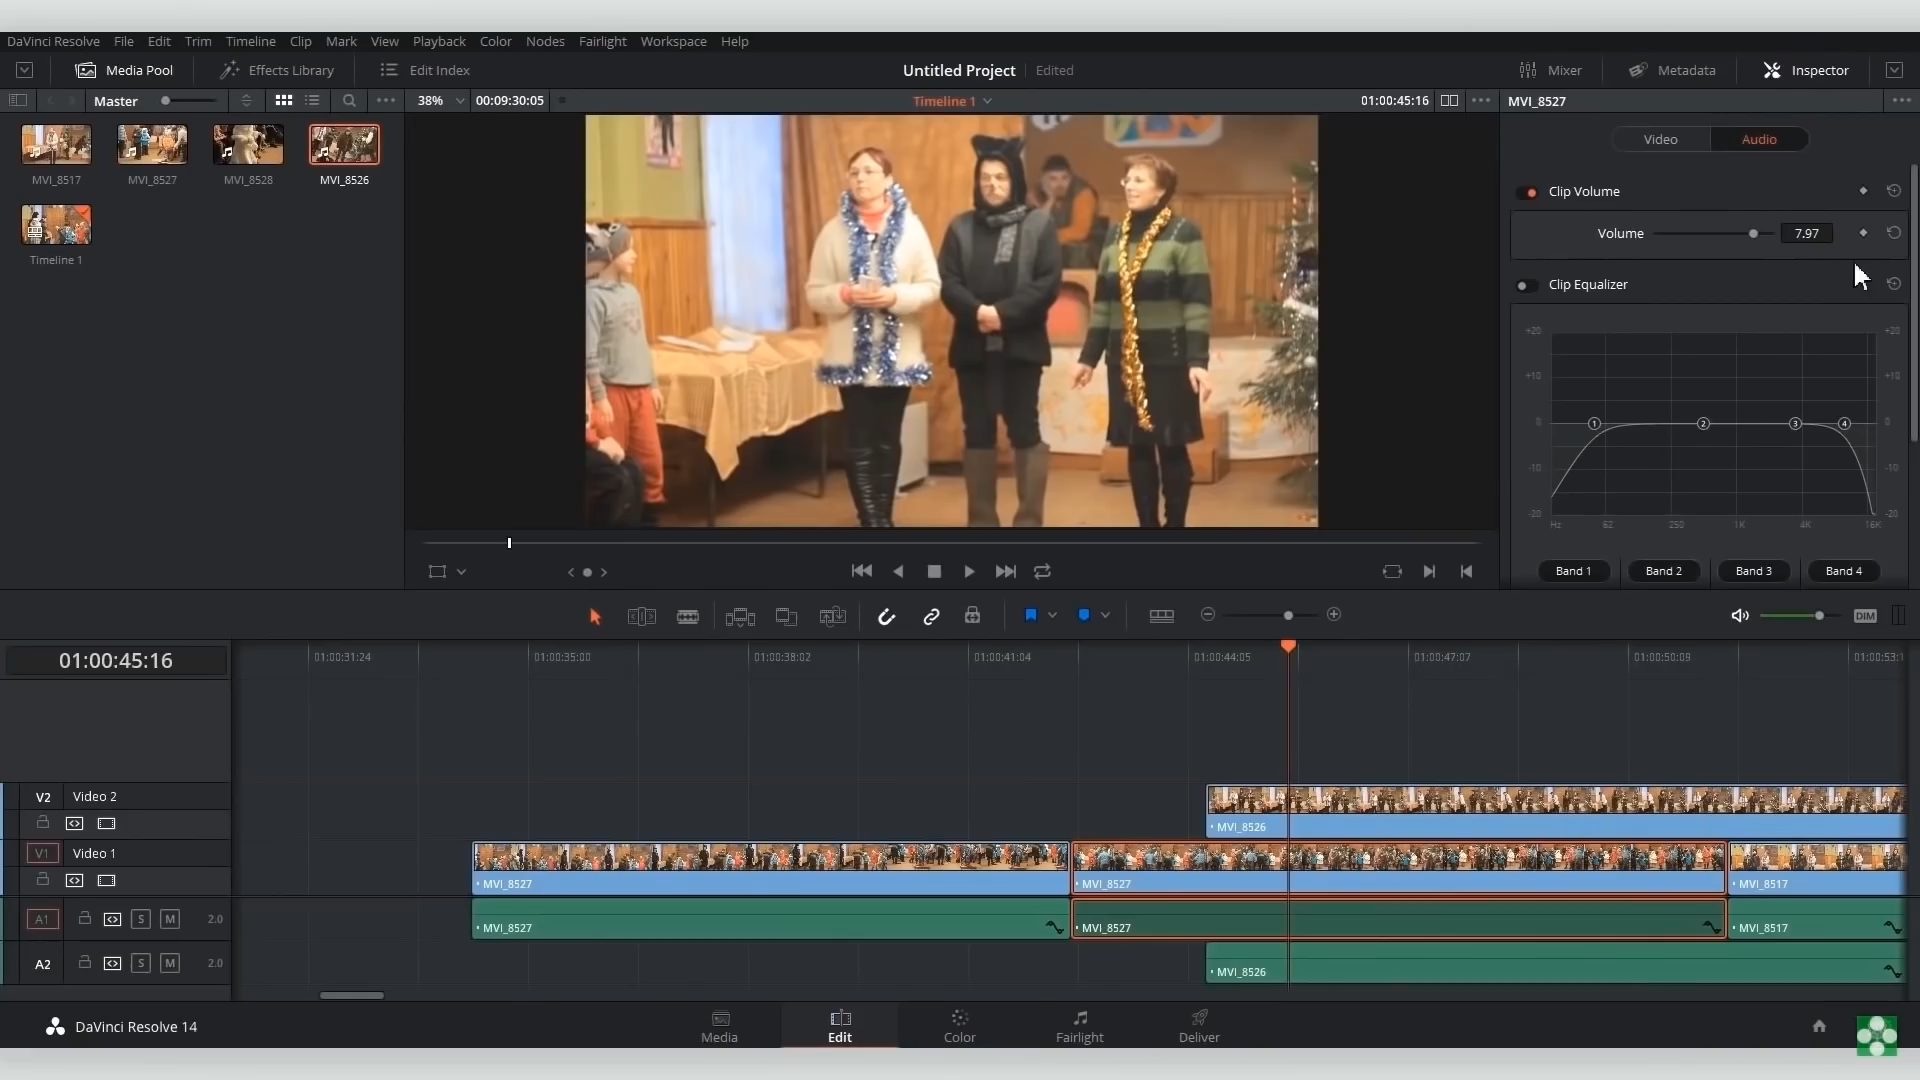 DaVinci Resolve File Edit Trim Timeline Clip Mark View Playback Color Nodes Fairlight Workspace Help
Media Pool Effects Library Edit Index Untitled Project Edited Mixer Metadata Inspector
Master 38% 00:09:30:05 Timeline 1 01:00:45:16 MVI_8527
MVI_8517 MVI_8527 MVI_8528 MVI_8526
Timeline 1
Video Audio
Clip Volume
Volume 7.97
Clip Equalizer
+20 +20
+10 +10
0 1 2 3 4 0
-10 -10
-20 -20
Hz 62 250 1K 4K 16K
Band 1 Band 2 Band 3 Band 4
DIM
01:00:45:16 01:00:31:24 01:00:35:00 01:00:38:02 01:00:41:04 01:00:44:05 01:00:47:07 01:00:50:09 01:00:53:1
V2 Video 2
MVI_8526
V1 Video 1
MVI_8527 MVI_8527 MVI_8517
A1 S M 2.0 MVI_8527 MVI_8527 MVI_8517
A2 S M 2.0 MVI_8526
DaVinci Resolve 14 Media Edit Color Fairlight Deliver